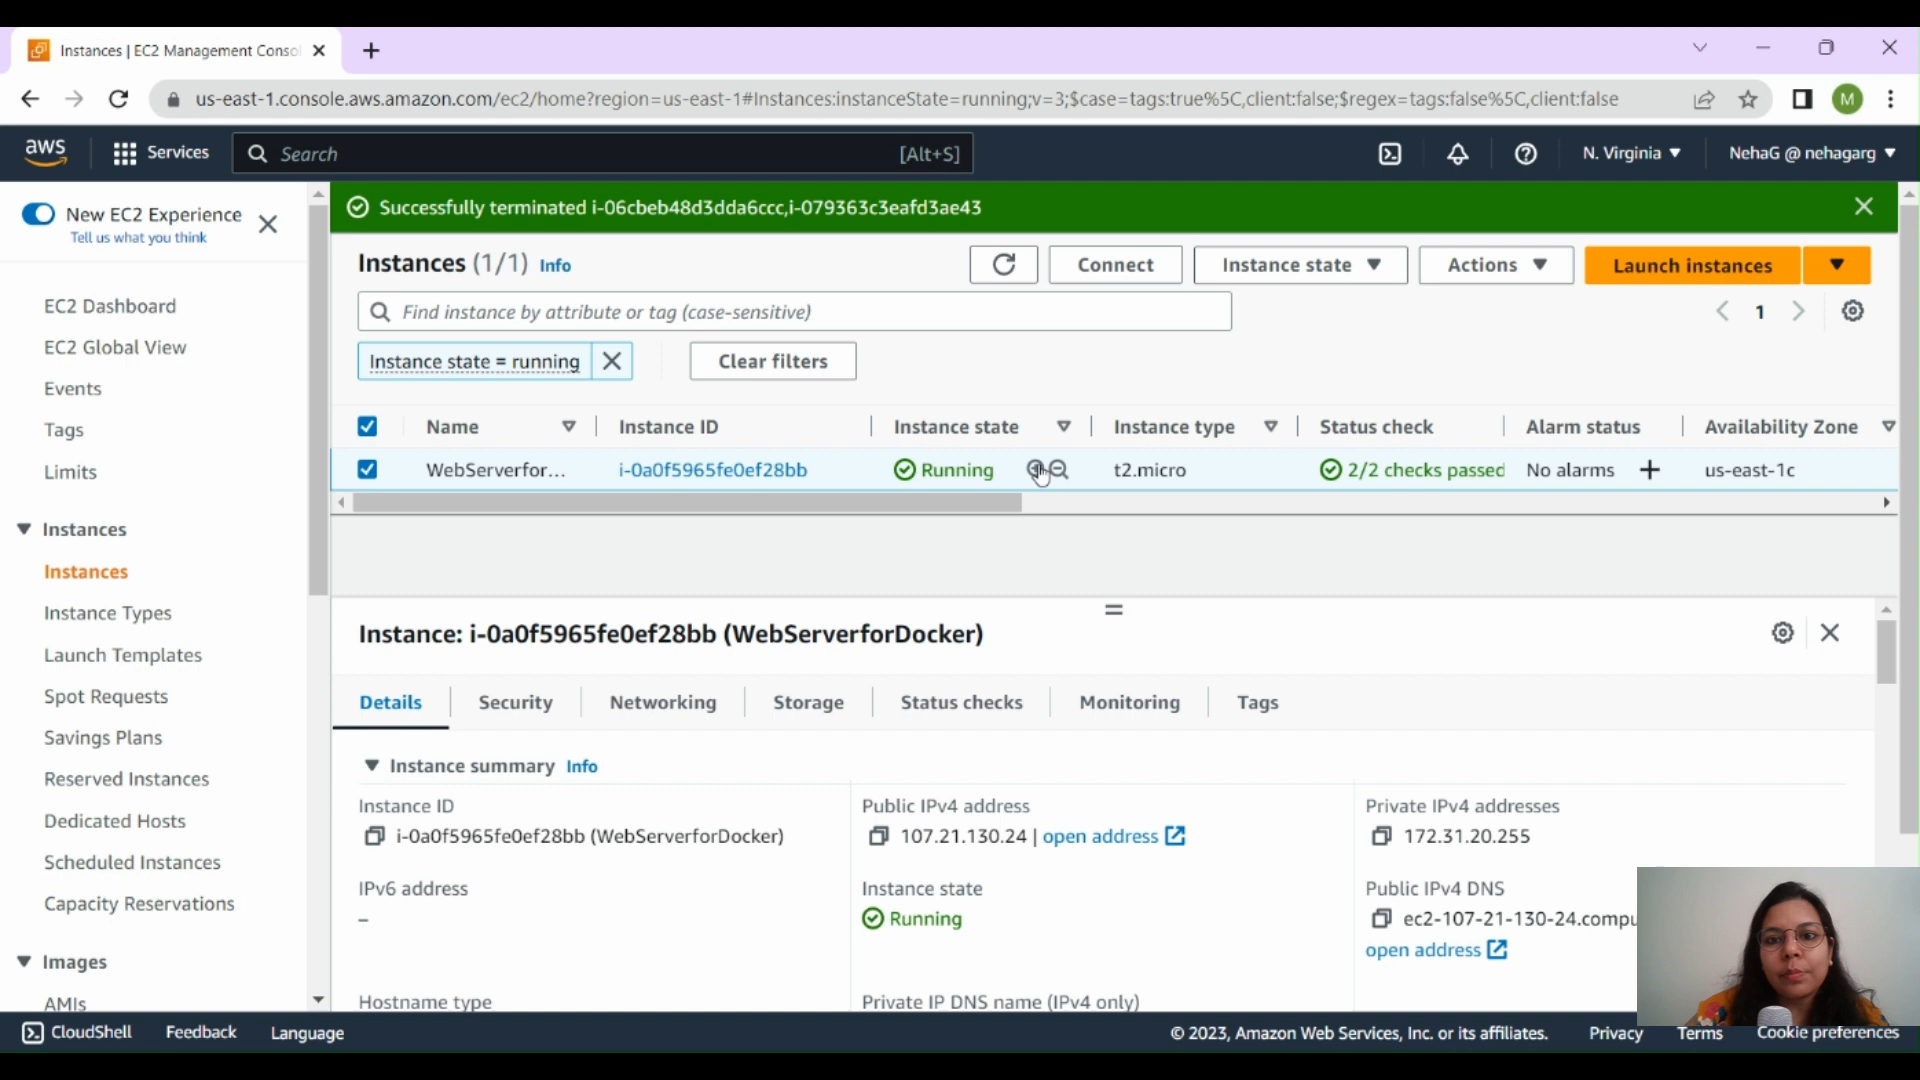 Instances | EC2 Management Conso
us-east-1.console.aws.amazon.com/ec2/home?region=us-east-1#Instances:instanceState=running;v=3;$case=tags:true%5C,client:false;$regex=tags:false%5C,client:false
M
aws
Services
Search
[Alt+S]
N. Virginia
NehaG @ nehagarg
New EC2 Experience
Tell us what you think
EC2 Dashboard
EC2 Global View
Events
Tags
Limits
Instances
Instances
Instance Types
Launch Templates
Spot Requests
Savings Plans
Reserved Instances
Dedicated Hosts
Scheduled Instances
Capacity Reservations
Images
AMIs
Successfully terminated i-06cbeb48d3dda6ccc,i-079363c3eafd3ae43
Instances (1/1) Info
Connect
Instance state
Actions
Launch instances
Find instance by attribute or tag (case-sensitive)
1
Instance state = running
Clear filters
Name Instance ID Instance state Instance type Status check Alarm status Availability Zone
WebServerfor... i-0a0f5965fe0ef28bb Running t2.micro 2/2 checks passed No alarms + us-east-1c
Instance: i-0a0f5965fe0ef28bb (WebServerforDocker)
Details Security Networking Storage Status checks Monitoring Tags
Instance summary Info
Instance ID
i-0a0f5965fe0ef28bb (WebServerforDocker)
Public IPv4 address
107.21.130.24 | open address
Private IPv4 addresses
172.31.20.255
IPv6 address
–
Instance state
Running
Public IPv4 DNS
ec2-107-21-130-24.compu
open address
Hostname type
Private IP DNS name (IPv4 only)
CloudShell Feedback Language
© 2023, Amazon Web Services, Inc. or its affiliates. Privacy Terms Cookie preferences